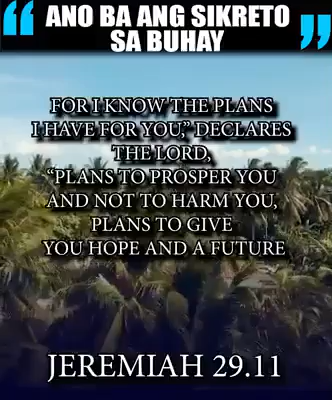 “ ANO BA ANG SIKRETO
SA BUHAY ”
FOR I KNOW THE PLANS
I HAVE FOR YOU,” DECLARES
THE LORD,
“PLANS TO PROSPER YOU
AND NOT TO HARM YOU,
PLANS TO GIVE
YOU HOPE AND A FUTURE
JEREMIAH 29.11